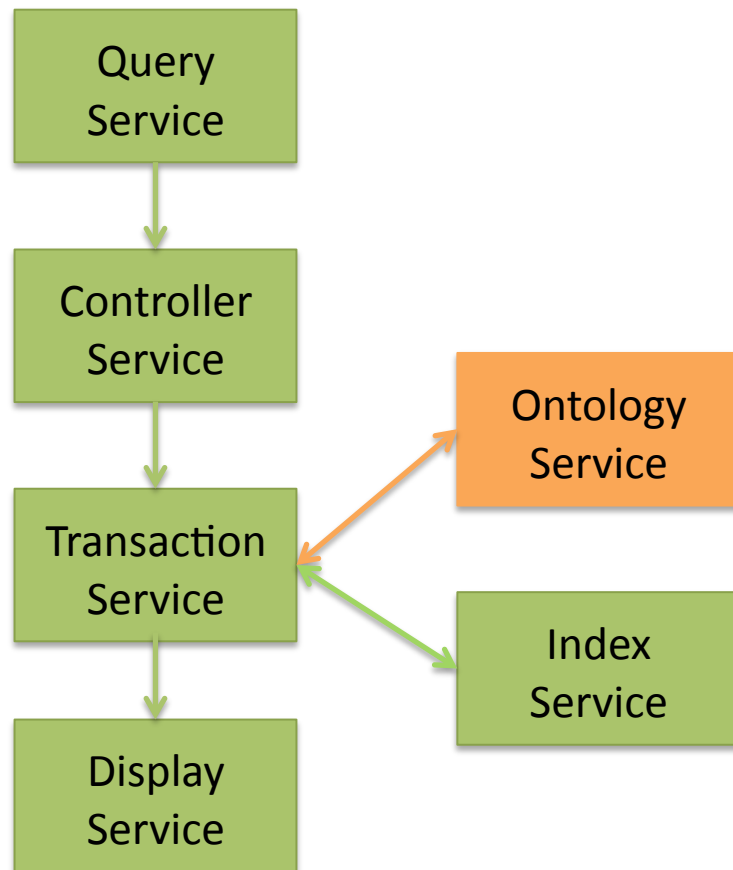 Query
Service
Controller
Service
Ontology
Service
Transaction
Service
Index
Service
Display
Service